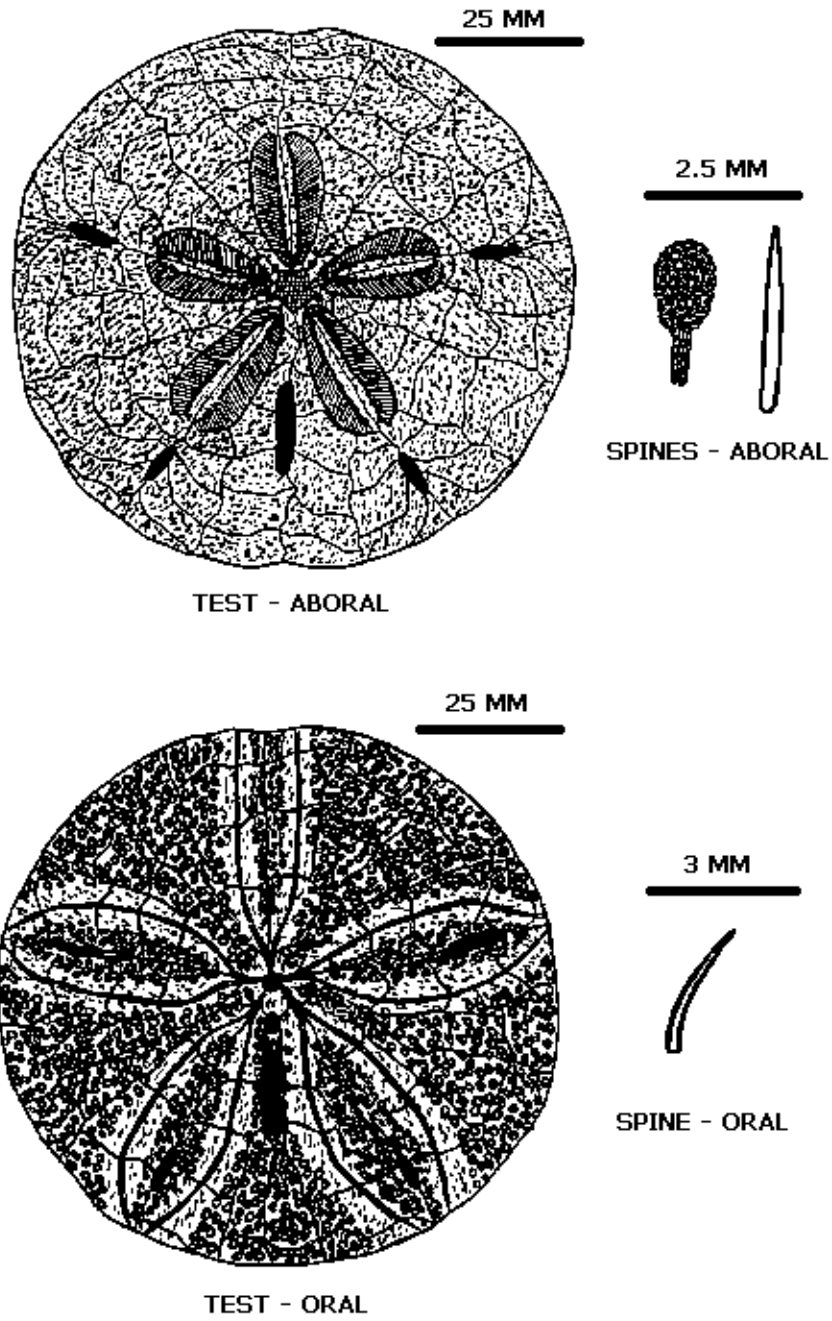 25 MM
2.5 MM
SPINES - ABORAL
TEST - ABORAL
25 MM
3 MM
SPINE - ORAL
TEST - ORAL